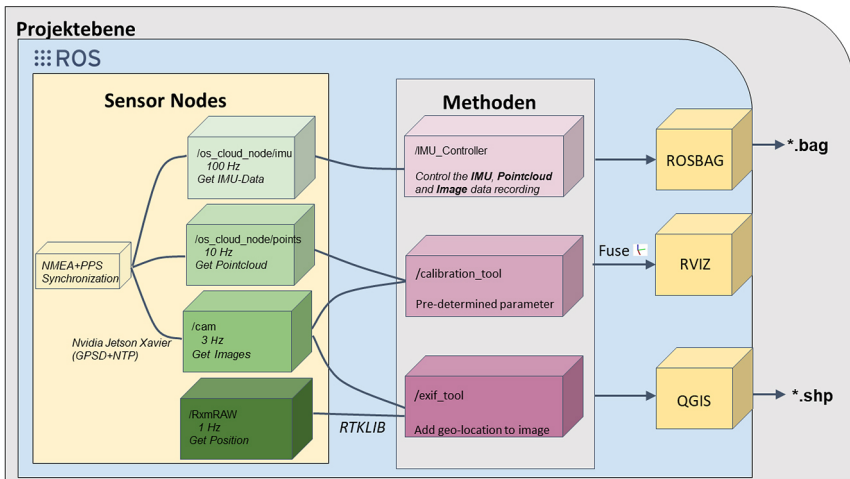 Projektebene
ROS
Sensor Nodes
/os_cloud_node/imu
100 Hz
Get IMU-Data
/os_cloud_node/points
10 Hz
Get Pointcloud
NMEA+PPS
Synchronization
/cam
3 Hz
Get Images
Nvidia Jetson Xavier
(GPSD+NTP)
/RxmRAW
1 Hz
Get Position
RTKLIB
Methoden
/IMU_Controller
Control the IMU, Pointcloud
and Image data recording
/calibration_tool
Pre-determined parameter
/exif_tool
Add geo-location to image
Fuse
ROSBAG
RVIZ
QGIS
*.bag
*.shp